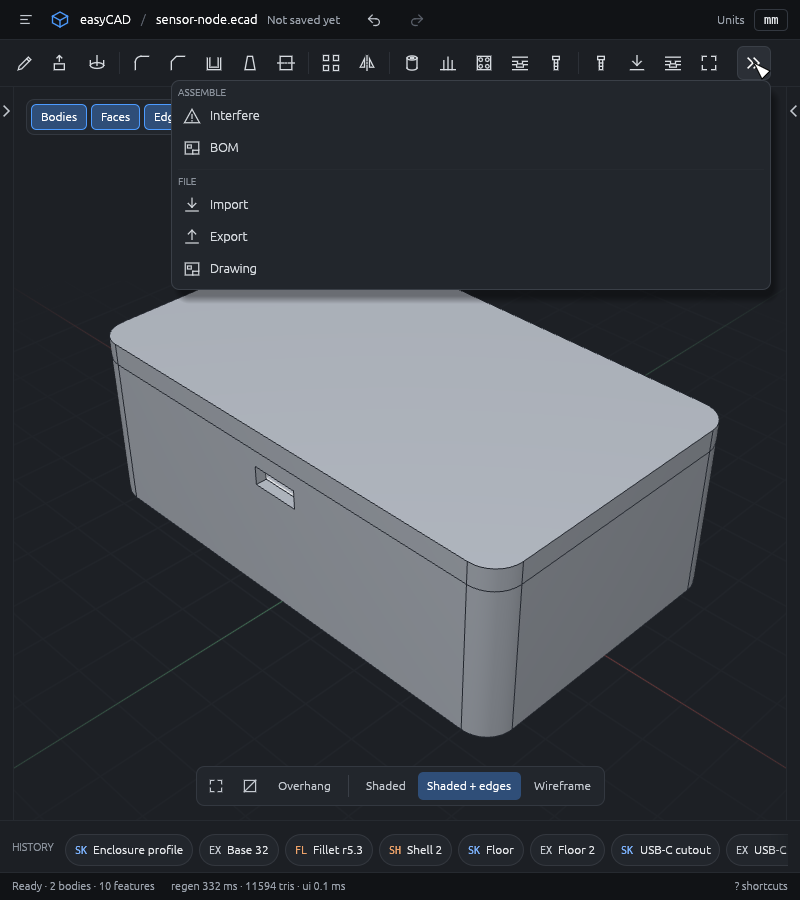 easyCAD / sensor-node.ecad Not saved yet Units mm
ASSEMBLE
Bodies Faces Edg Interfere
BOM
FILE
Import
Export
Drawing
Overhang Shaded Shaded + edges Wireframe
HISTORY SK Enclosure profile EX Base 32 FL Fillet r5.3 SH Shell 2 SK Floor EX Floor 2 SK USB-C cutout EX USB-C
Ready · 2 bodies · 10 features regen 332 ms · 11594 tris · ui 0.1 ms ? shortcuts